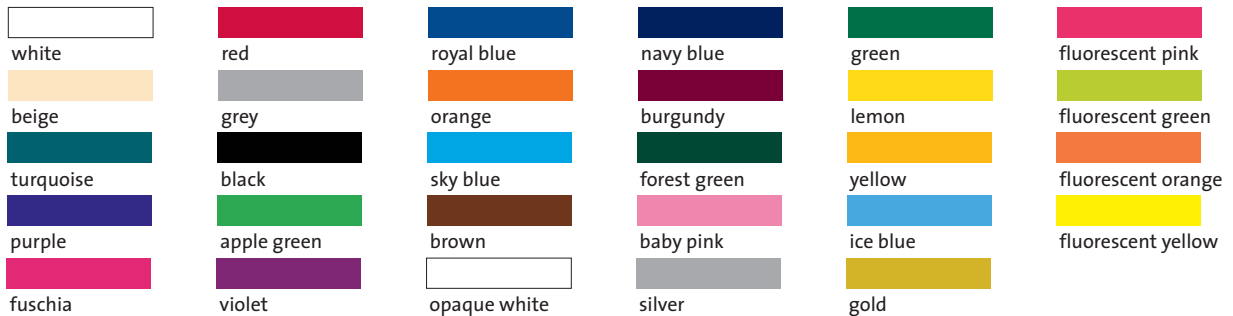 white red royal blue navy blue green fluorescent pink
beige grey orange burgundy lemon fluorescent green
turquoise black sky blue forest green yellow fluorescent orange
purple apple green brown baby pink ice blue fluorescent yellow
fuschia violet opaque white silver gold